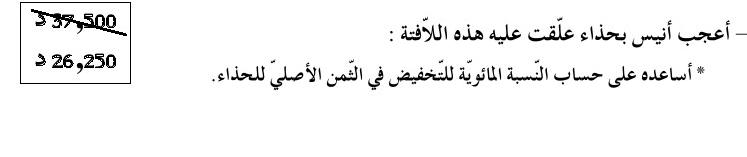 – أعجب أنيس بحذاء علّقت عليه هذه اللاّفتة :
37,500 د
26,250 د
* أساعده على حساب النّسبة المائويّة للتّخفيض في الثّمن الأصليّ للحذاء.